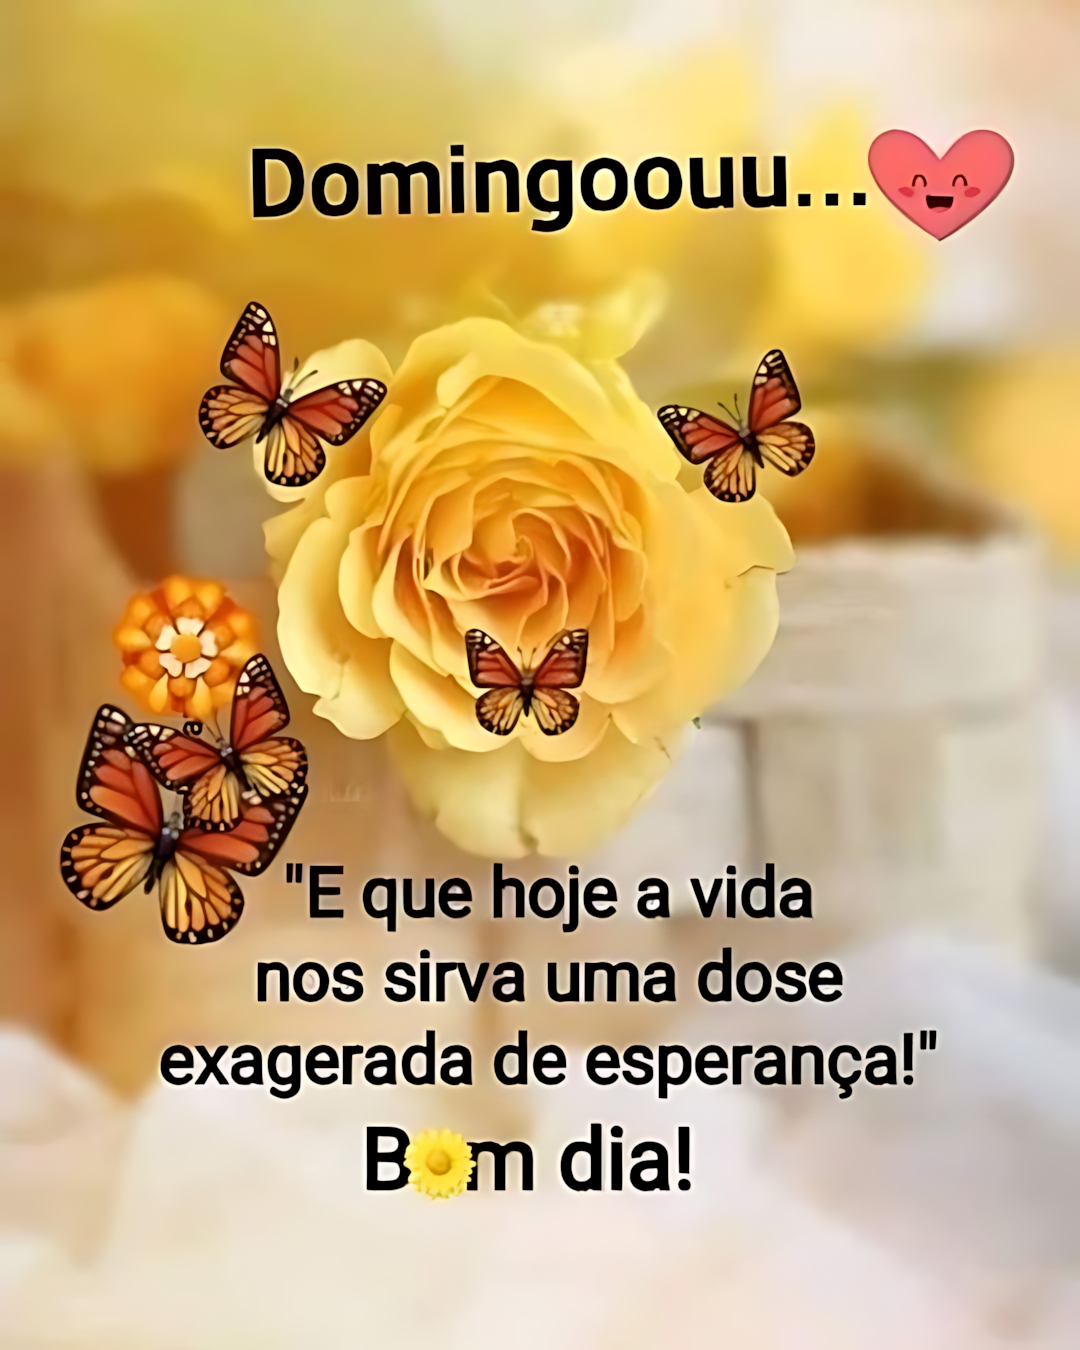 Domingoouu...
"E que hoje a vida
nos sirva uma dose
exagerada de esperança!"
Bom dia!